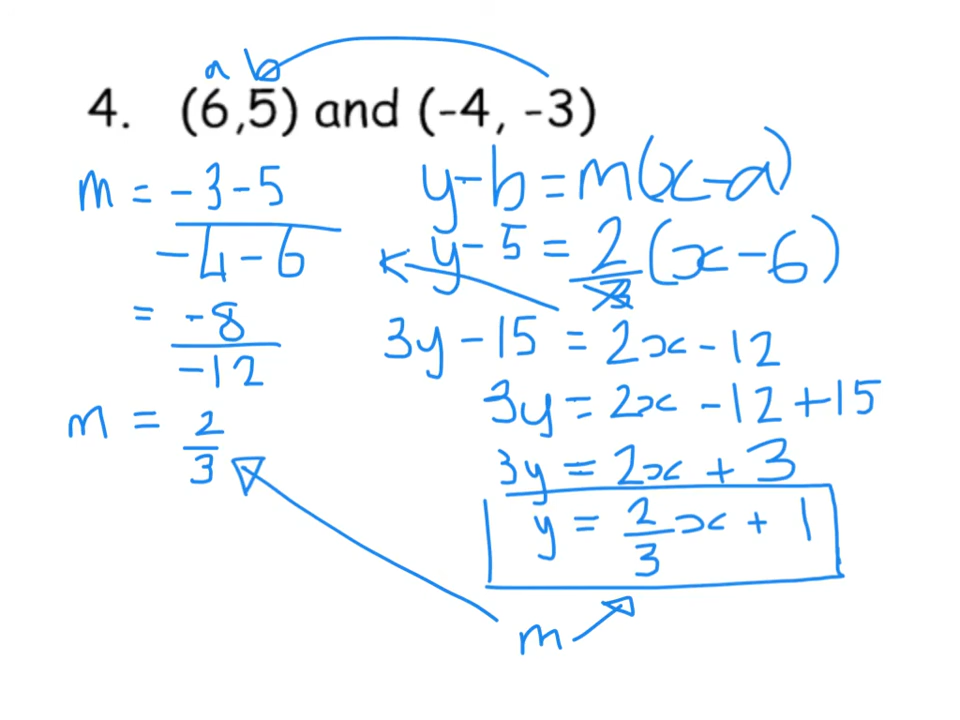 a b
4. (6,5) and (-4, -3)
m = -3-5
-4-6
= -8
-12
m = 2
3
y-b = m(x-a)
y-5 = 2/3 (x-6)
3y-15 = 2x-12
3y = 2x-12+15
3y = 2x+3
y = 2/3 x + 1
m